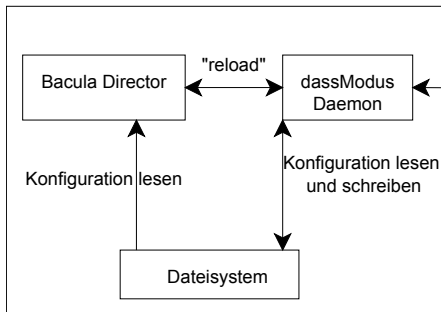 "reload"
Bacula Director
dassModus
Daemon
Konfiguration lesen
Konfiguration lesen
und schreiben
Dateisystem